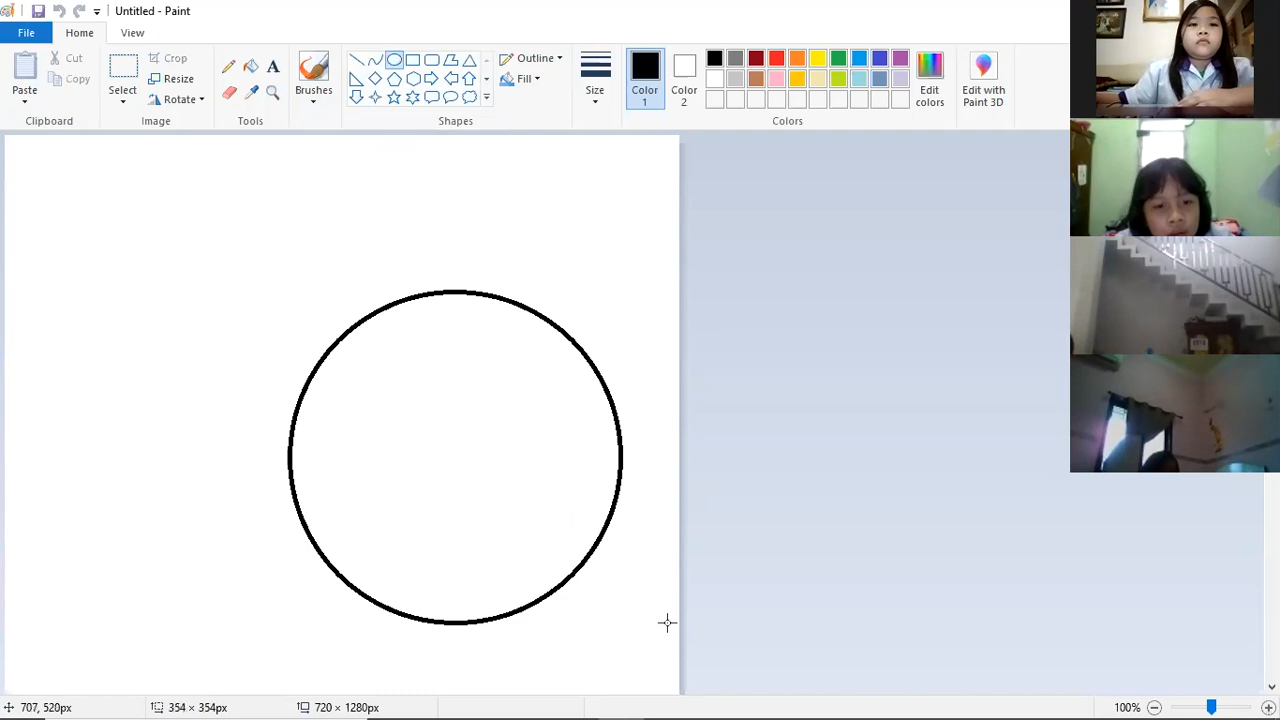 Untitled - Paint
File
Home
View
Paste
Cut
Copy
Clipboard
Select
Crop
Resize
Rotate
Image
A
Tools
Brushes
Outline
Fill
Shapes
Size
Color
1
Color
2
Edit
colors
Colors
Edit with
Paint 3D
707, 520px
354 × 354px
720 × 1280px
100%